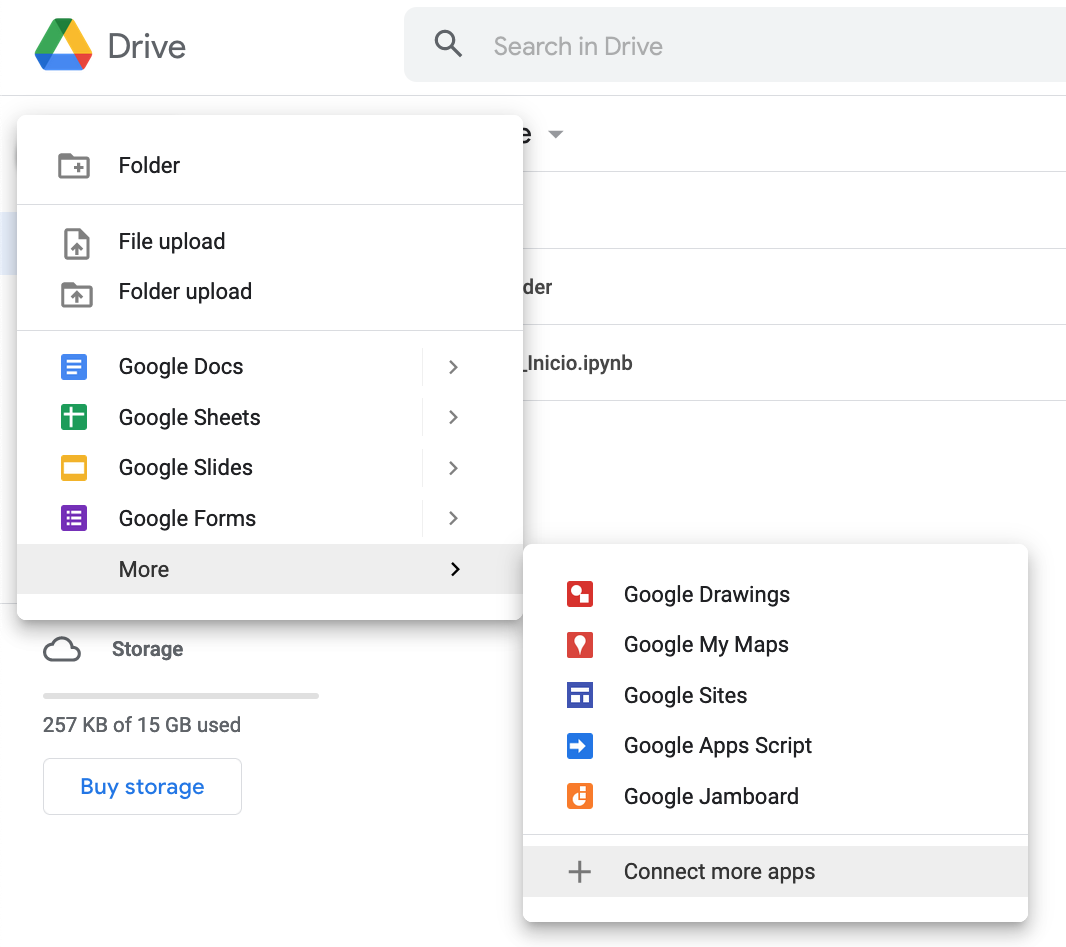 Drive
Search in Drive
Folder
File upload
Folder upload
der
Google Docs
_Inicio.ipynb
Google Sheets
Google Slides
Google Forms
More
Google Drawings
Google My Maps
Google Sites
Google Apps Script
Google Jamboard
Connect more apps
Storage
257 KB of 15 GB used
Buy storage